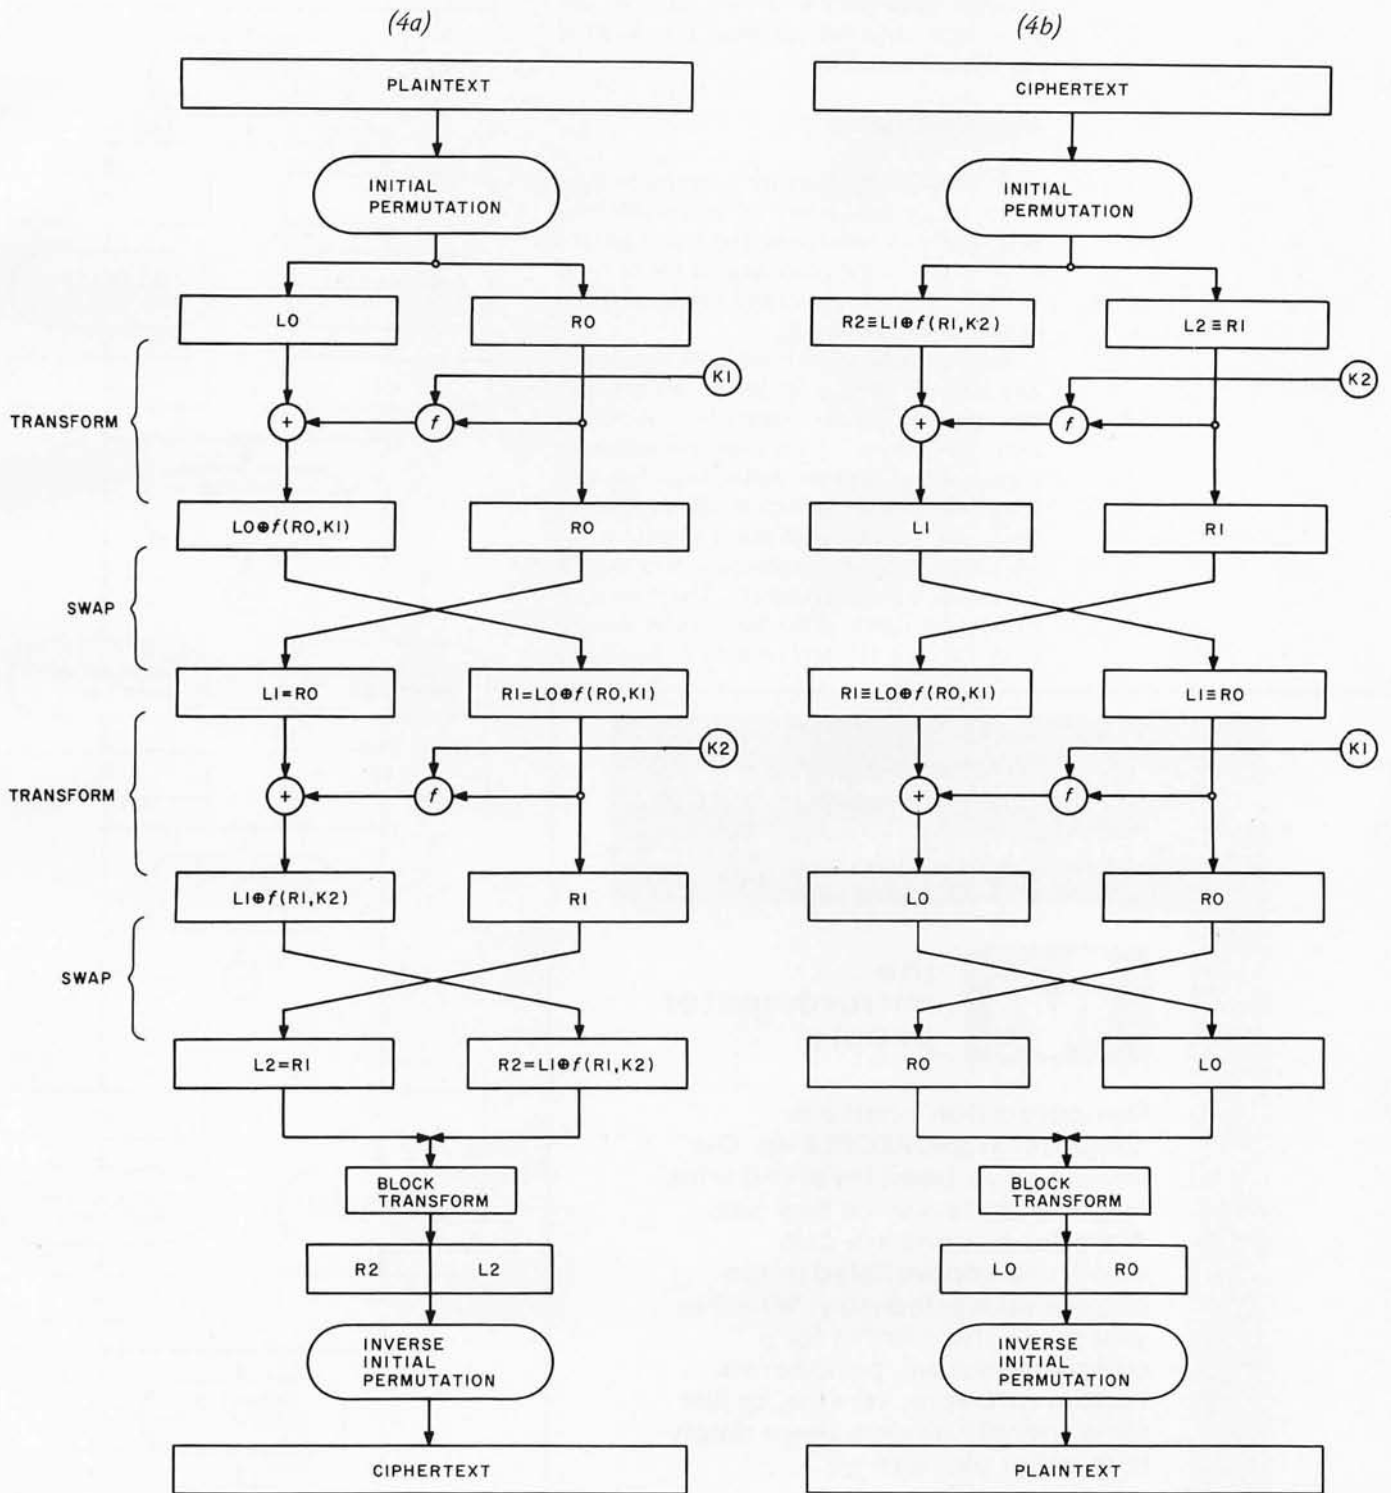 (4a)
PLAINTEXT
INITIAL
PERMUTATION
L0
R0
K1
TRANSFORM
+
f
L0⊕f(R0,K1)
R0
SWAP
L1=R0
R1=L0⊕f(R0,K1)
K2
TRANSFORM
+
f
L1⊕f(R1,K2)
R1
SWAP
L2=R1
R2=L1⊕f(R1,K2)
BLOCK
TRANSFORM
R2
L2
INVERSE
INITIAL
PERMUTATION
CIPHERTEXT
(4b)
CIPHERTEXT
INITIAL
PERMUTATION
R2≡L1⊕f(R1,K2)
L2≡R1
K2
+
f
L1
R1
R1≡L0⊕f(R0,K1)
L1≡R0
K1
+
f
L0
R0
R0
L0
BLOCK
TRANSFORM
L0
R0
INVERSE
INITIAL
PERMUTATION
PLAINTEXT